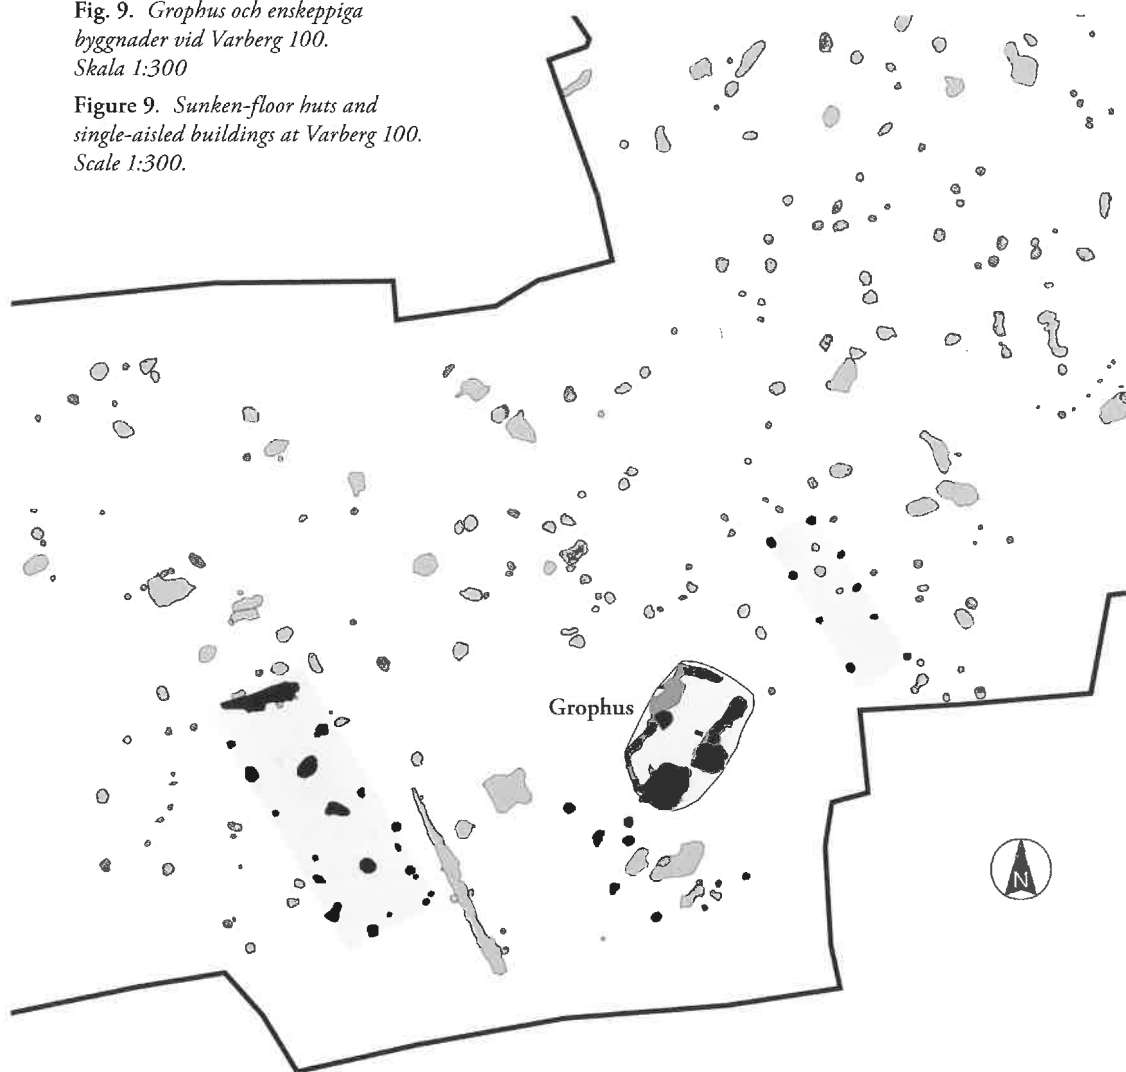 Fig. 9. Grophus och enskeppiga
byggnader vid Varberg 100.
Skala 1:300
Figure 9. Sunken-floor huts and
single-aisled buildings at Varberg 100.
Scale 1:300.
Grophus
N